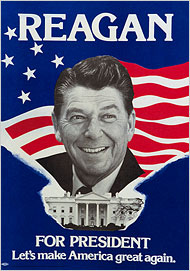 REAGAN
FOR PRESIDENT
Let's make America great again.